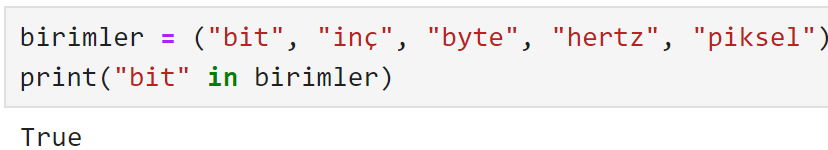 birimler = ("bit", "inç", "byte", "hertz", "piksel")
print("bit" in birimler)
True